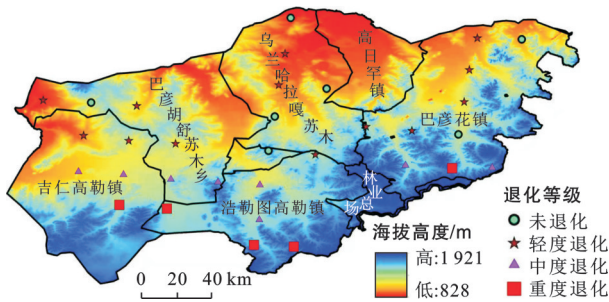 乌兰哈拉嘎苏木
高日罕镇
巴彦胡舒苏木乡
巴彦花镇
吉仁高勒镇
浩勒图高勒镇
林业总场
0 20 40 km
海拔高度/m
高:1 921
低:828
退化等级
未退化
轻度退化
中度退化
重度退化